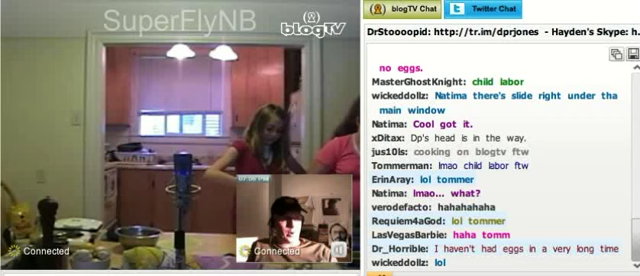 SuperFlyNB
blogTV
Connected
Connected
blogTV Chat
Twitter Chat
DrStoooopid: http://tr.im/dprjones - Hayden's Skype: h.
no eggs.
MasterGhostKnight: child labor
wickeddollz: Natima there's slide right under tha
main window
Natima: Cool got it.
xDitax: Dp's head is in the way.
jus10ls: cooking on blogtv ftw
Tommerman: lmao child labor ftw
ErinAray: lol tommer
Natima: lmao... what?
verodefacto: hahahahaha
Requiem4aGod: lol tommer
LasVegasBarbie: haha tomm
Dr_Horrible: I haven't had eggs in a very long time
wickeddollz: lol